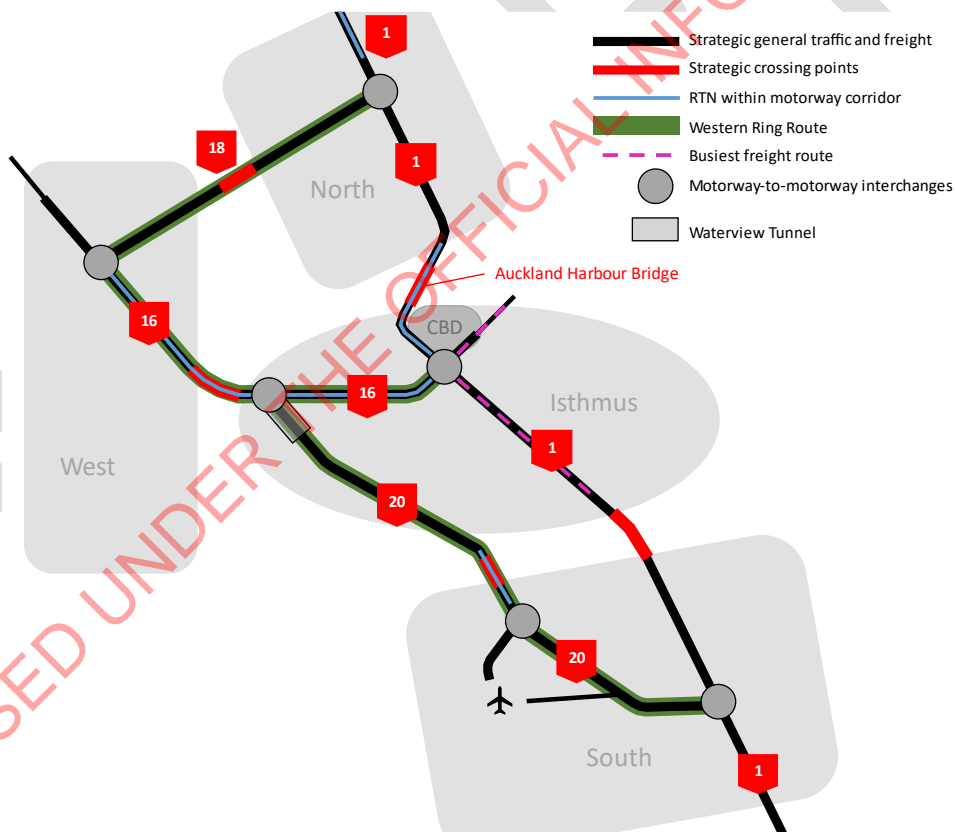 1
Strategic general traffic and freight
Strategic crossing points
RTN within motorway corridor
Western Ring Route
Busiest freight route
Motorway-to-motorway interchanges
Waterview Tunnel
18
1
North
Auckland Harbour Bridge
16
CBD
16
Isthmus
1
West
20
20
South
1
SED UNDER THE OFFICIAL INFO